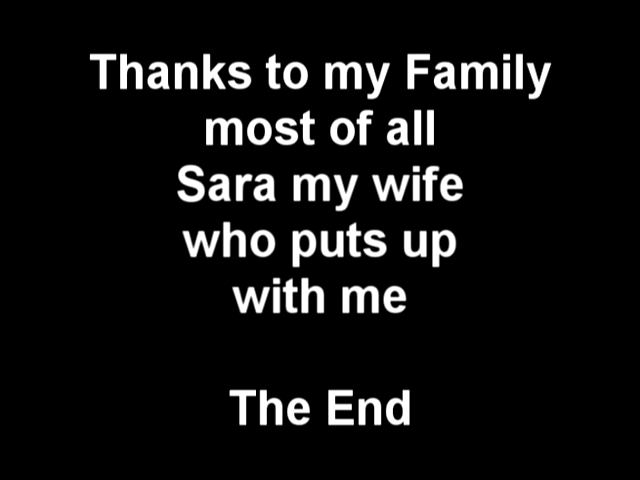 Thanks to my Family
most of all
Sara my wife
who puts up
with me
The End